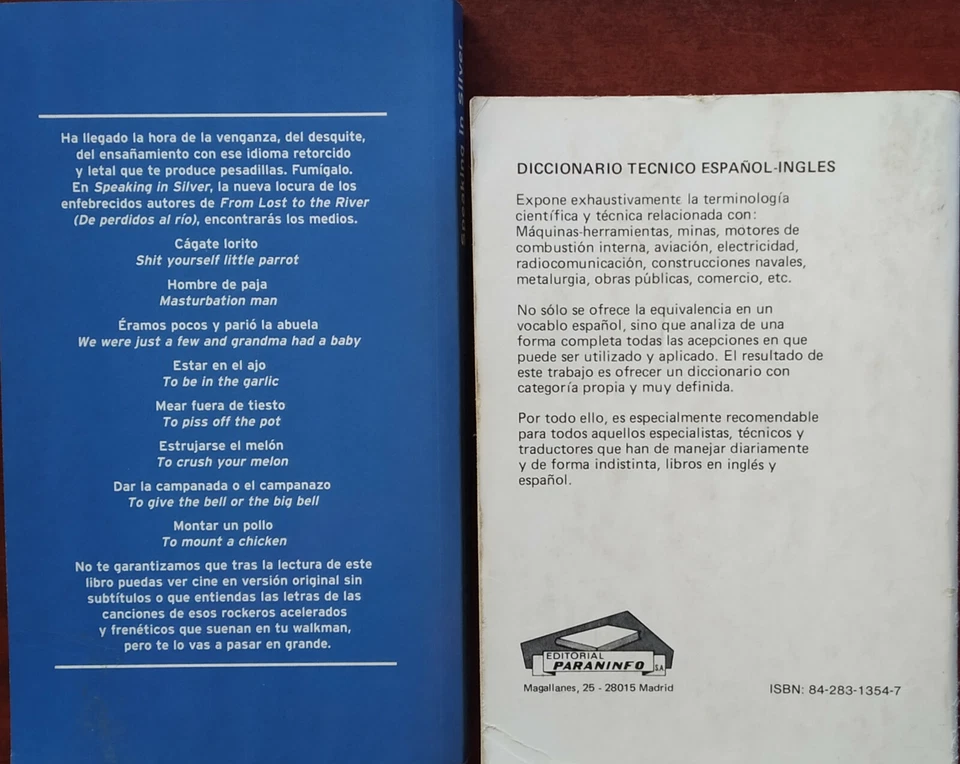 Ha llegado la hora de la venganza, del desquite,
del ensañamiento con ese idioma retorcido
y letal que te produce pesadillas. Fumígalo.
En Speaking in Silver, la nueva locura de los
enfebrecidos autores de From Lost to the River
(De perdidos al río), encontrarás los medios.
Cágate lorito
Shit yourself little parrot
Hombre de paja
Masturbation man
Éramos pocos y parió la abuela
We were just a few and grandma had a baby
Estar en el ajo
To be in the garlic
Mear fuera de tiesto
To piss off the pot
Estrujarse el melón
To crush your melon
Dar la campanada o el campanazo
To give the bell or the big bell
Montar un pollo
To mount a chicken
No te garantizamos que tras la lectura de este
libro puedas ver cine en versión original sin
subtítulos o que entiendas las letras de las
canciones de esos rockeros acelerados
y frenéticos que suenan en tu walkman,
pero te lo vas a pasar en grande.
Speaking in Silver
DICCIONARIO TECNICO ESPAÑOL-INGLES
Expone exhaustivamente la terminología
científica y técnica relacionada con:
Máquinas-herramientas, minas, motores de
combustión interna, aviación, electricidad,
radiocomunicación, construcciones navales,
metalurgia, obras públicas, comercio, etc.
No sólo se ofrece la equivalencia en un
vocablo español, sino que analiza de una
forma completa todas las acepciones en que
puede ser utilizado y aplicado. El resultado de
este trabajo es ofrecer un diccionario con
categoría propia y muy definida.
Por todo ello, es especialmente recomendable
para todos aquellos especialistas, técnicos y
traductores que han de manejar diariamente
y de forma indistinta, libros en inglés y
español.
EDITORIAL
PARANINFO S.A.
Magallanes, 25 - 28015 Madrid
ISBN: 84-283-1354-7